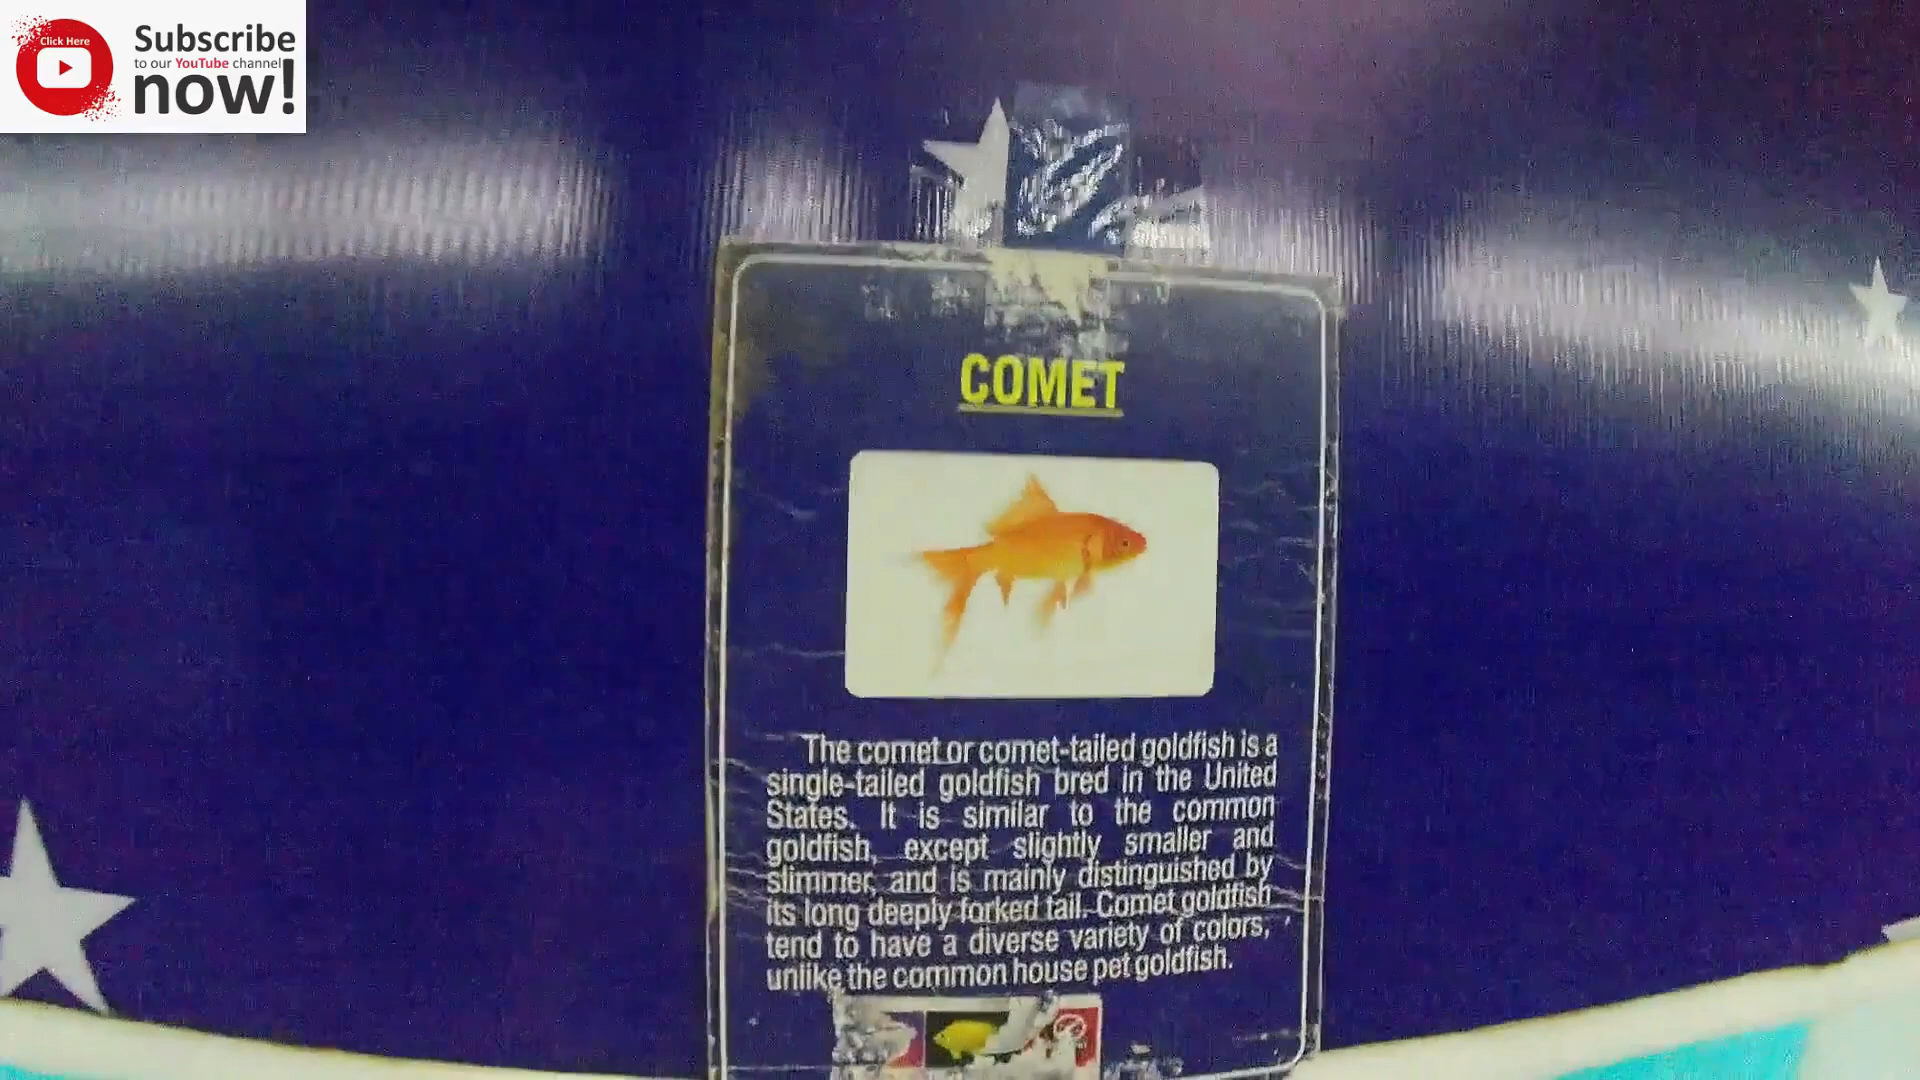 Click Here
Subscribe
to our YouTube channel
now!
COMET
The comet or comet-tailed goldfish is a
single-tailed goldfish bred in the United
States. It is similar to the common
goldfish, except slightly smaller and
slimmer, and is mainly distinguished by
its long deeply forked tail. Comet goldfish
tend to have a diverse variety of colors,
unlike the common house pet goldfish.